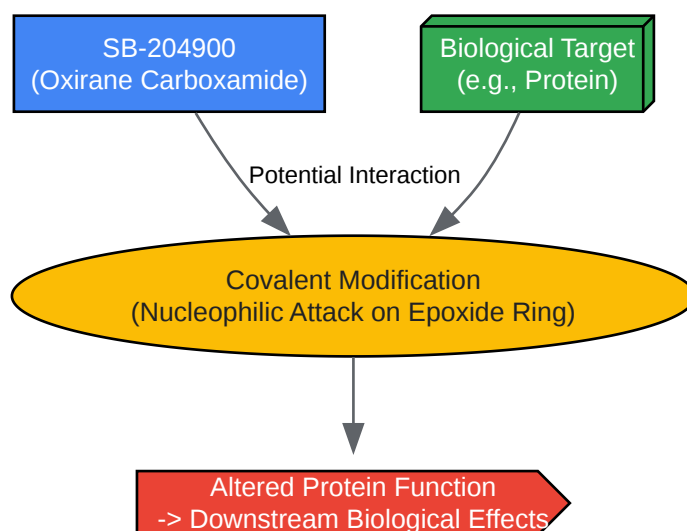 SB-204900
(Oxirane Carboxamide)
Biological Target
(e.g., Protein)
Potential Interaction
Covalent Modification
(Nucleophilic Attack on Epoxide Ring)
Altered Protein Function
-> Downstream Biological Effects